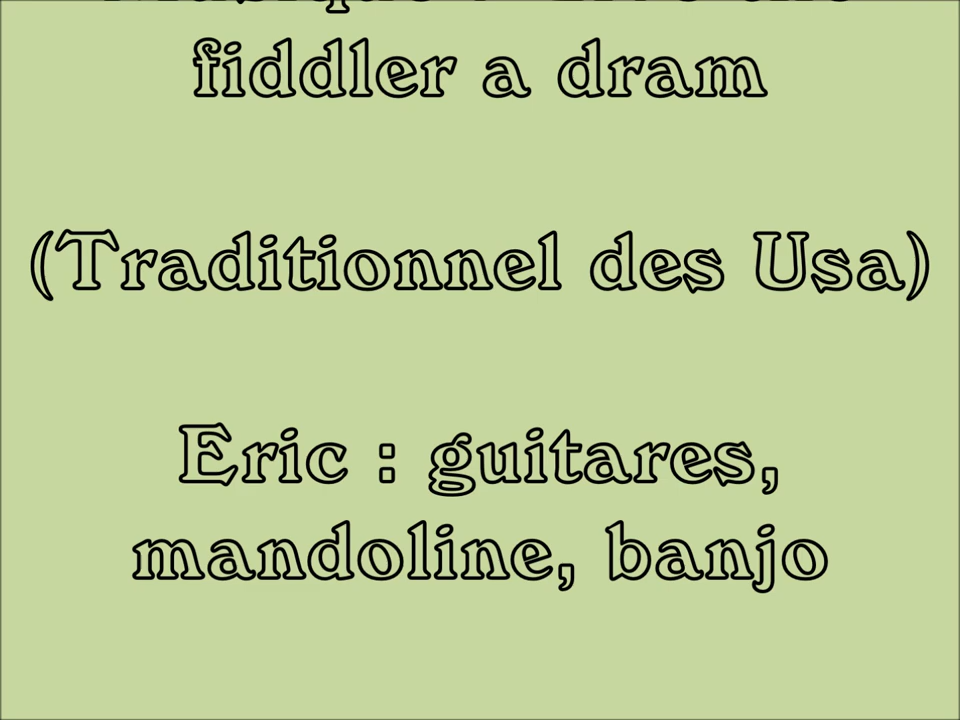 fiddler a dram
(Traditionnel des Usa)
Eric : guitares,
mandoline, banjo